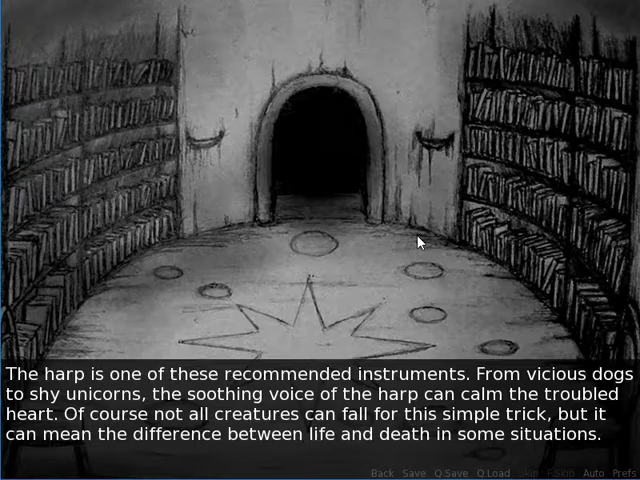 The harp is one of these recommended instruments. From vicious dogs
to shy unicorns, the soothing voice of the harp can calm the troubled
heart. Of course not all creatures can fall for this simple trick, but it
can mean the difference between life and death in some situations.
Back Save Q.Save Q.Load Skip F.Skip Auto Prefs